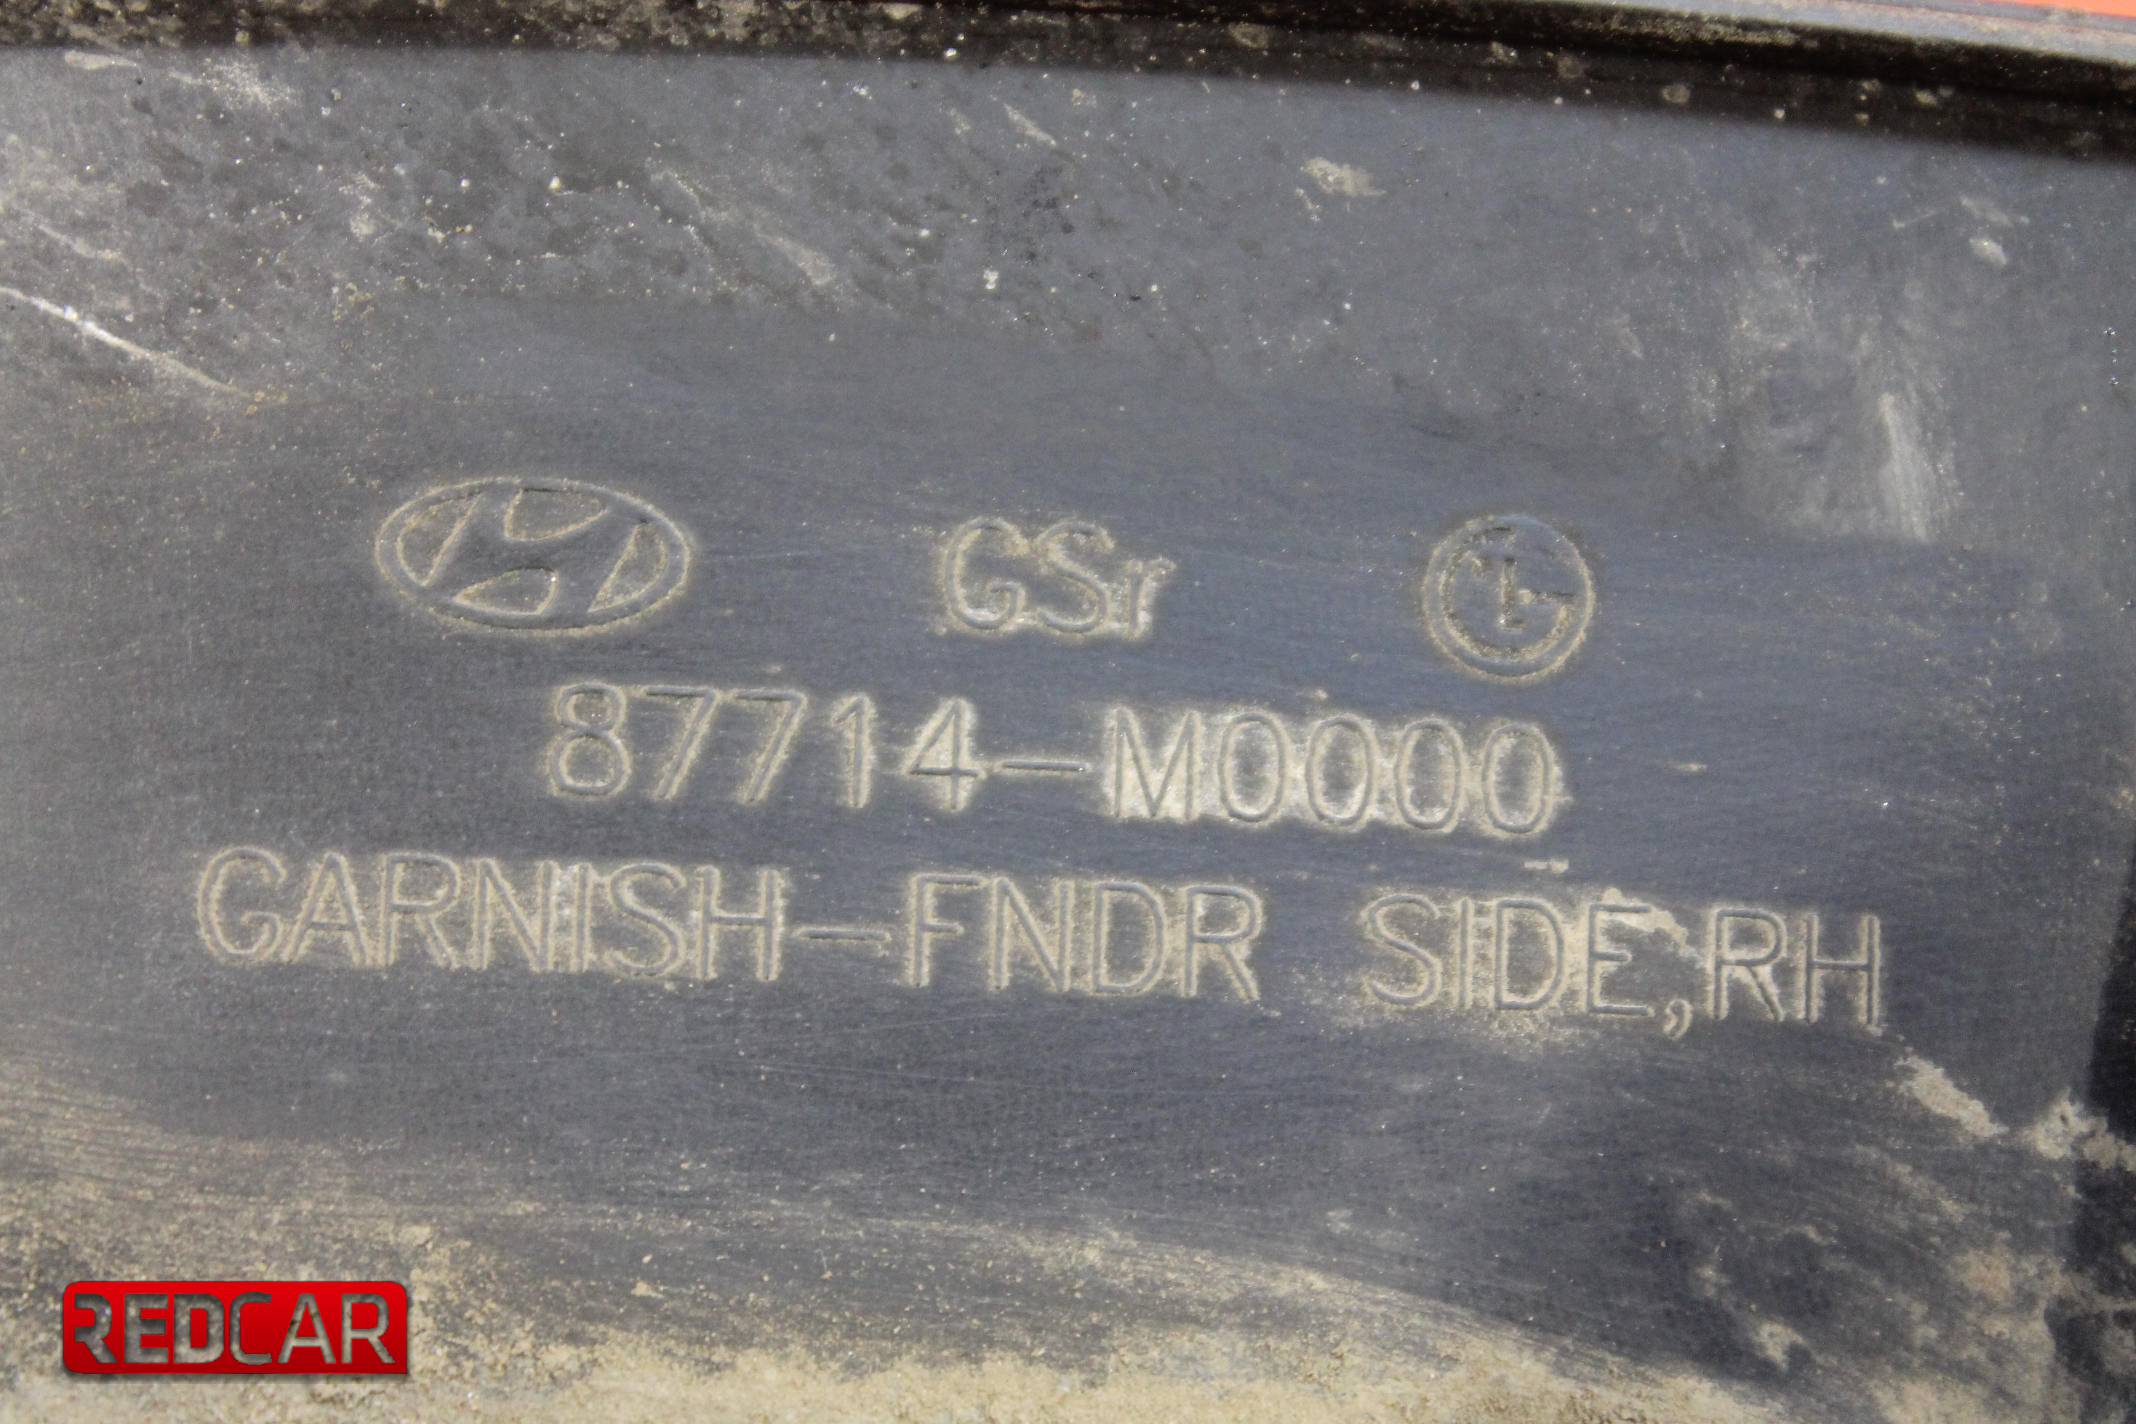 GSr
87714-M0000
GARNISH-FNDR SIDE,RH
REDCAR